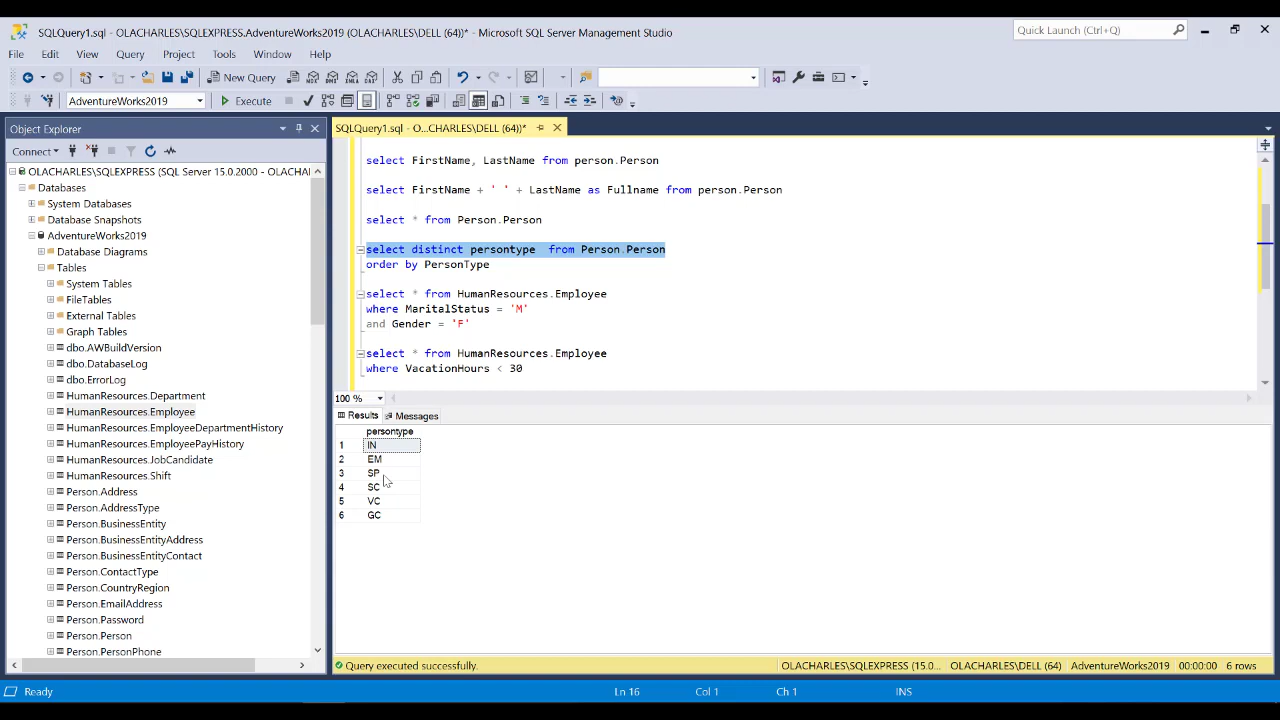 SQLQuery1.sql - OLACHARLES\SQLEXPRESS.AdventureWorks2019 (OLACHARLES\DELL (64))* - Microsoft SQL Server Management Studio
Quick Launch (Ctrl+Q)
File Edit View Query Project Tools Window Help
New Query
AdventureWorks2019 Execute
Object Explorer
SQLQuery1.sql - O...CHARLES\DELL (64))*
Connect
OLACHARLES\SQLEXPRESS (SQL Server 15.0.2000 - OLACHAR
Databases
System Databases
Database Snapshots
AdventureWorks2019
Database Diagrams
Tables
System Tables
FileTables
External Tables
Graph Tables
dbo.AWBuildVersion
dbo.DatabaseLog
dbo.ErrorLog
HumanResources.Department
HumanResources.Employee
HumanResources.EmployeeDepartmentHistory
HumanResources.EmployeePayHistory
HumanResources.JobCandidate
HumanResources.Shift
Person.Address
Person.AddressType
Person.BusinessEntity
Person.BusinessEntityAddress
Person.BusinessEntityContact
Person.ContactType
Person.CountryRegion
Person.EmailAddress
Person.Password
Person.Person
Person.PersonPhone
select FirstName, LastName from person.Person
select FirstName + ' ' + LastName as Fullname from person.Person
select * from Person.Person
select distinct persontype  from Person.Person
order by PersonType
select * from HumanResources.Employee
where MaritalStatus = 'M'
and Gender = 'F'
select * from HumanResources.Employee
where VacationHours < 30
100 %
Results Messages
persontype
1 IN
2 EM
3 SP
4 SC
5 VC
6 GC
Query executed successfully. OLACHARLES\SQLEXPRESS (15.0... OLACHARLES\DELL (64) AdventureWorks2019 00:00:00 6 rows
Ready Ln 16 Col 1 Ch 1 INS